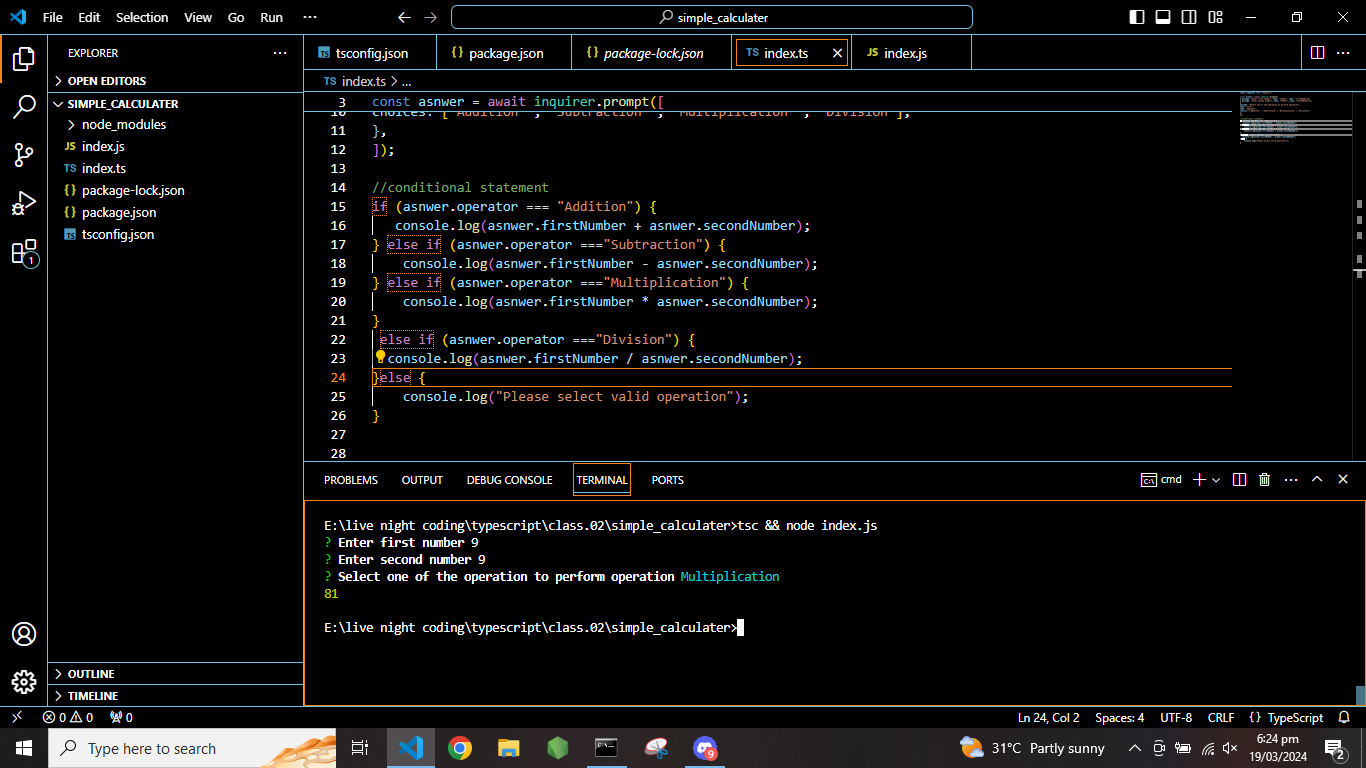 File Edit Selection View Go Run ··· simple_calculater
EXPLORER ···
OPEN EDITORS
SIMPLE_CALCULATER
node_modules
JS index.js
TS index.ts
{} package-lock.json
{} package.json
TS tsconfig.json
OUTLINE
TIMELINE
TS tsconfig.json {} package.json {} package-lock.json TS index.ts JS index.js ···
TS index.ts > ...
3 const asnwer = await inquirer.prompt([
10 choices: ["Addition", "Subtraction", "Multiplication", "Division"],
11 },
12 ]);
13
14 //conditional statement
15 if (asnwer.operator === "Addition") {
16 console.log(asnwer.firstNumber + asnwer.secondNumber);
17 } else if (asnwer.operator ==="Subtraction") {
18 console.log(asnwer.firstNumber - asnwer.secondNumber);
19 } else if (asnwer.operator ==="Multiplication") {
20 console.log(asnwer.firstNumber * asnwer.secondNumber);
21 }
22 else if (asnwer.operator ==="Division") {
23 console.log(asnwer.firstNumber / asnwer.secondNumber);
24 }else {
25 console.log("Please select valid operation");
26 }
27
28
PROBLEMS OUTPUT DEBUG CONSOLE TERMINAL PORTS cmd ···
E:\live night coding\typescript\class.02\simple_calculater>tsc && node index.js
? Enter first number 9
? Enter second number 9
? Select one of the operation to perform operation Multiplication
81
E:\live night coding\typescript\class.02\simple_calculater>
1
0 0 0 Ln 24, Col 2 Spaces: 4 UTF-8 CRLF {} TypeScript
Type here to search 9 31°C Partly sunny 6:24 pm
19/03/2024 2